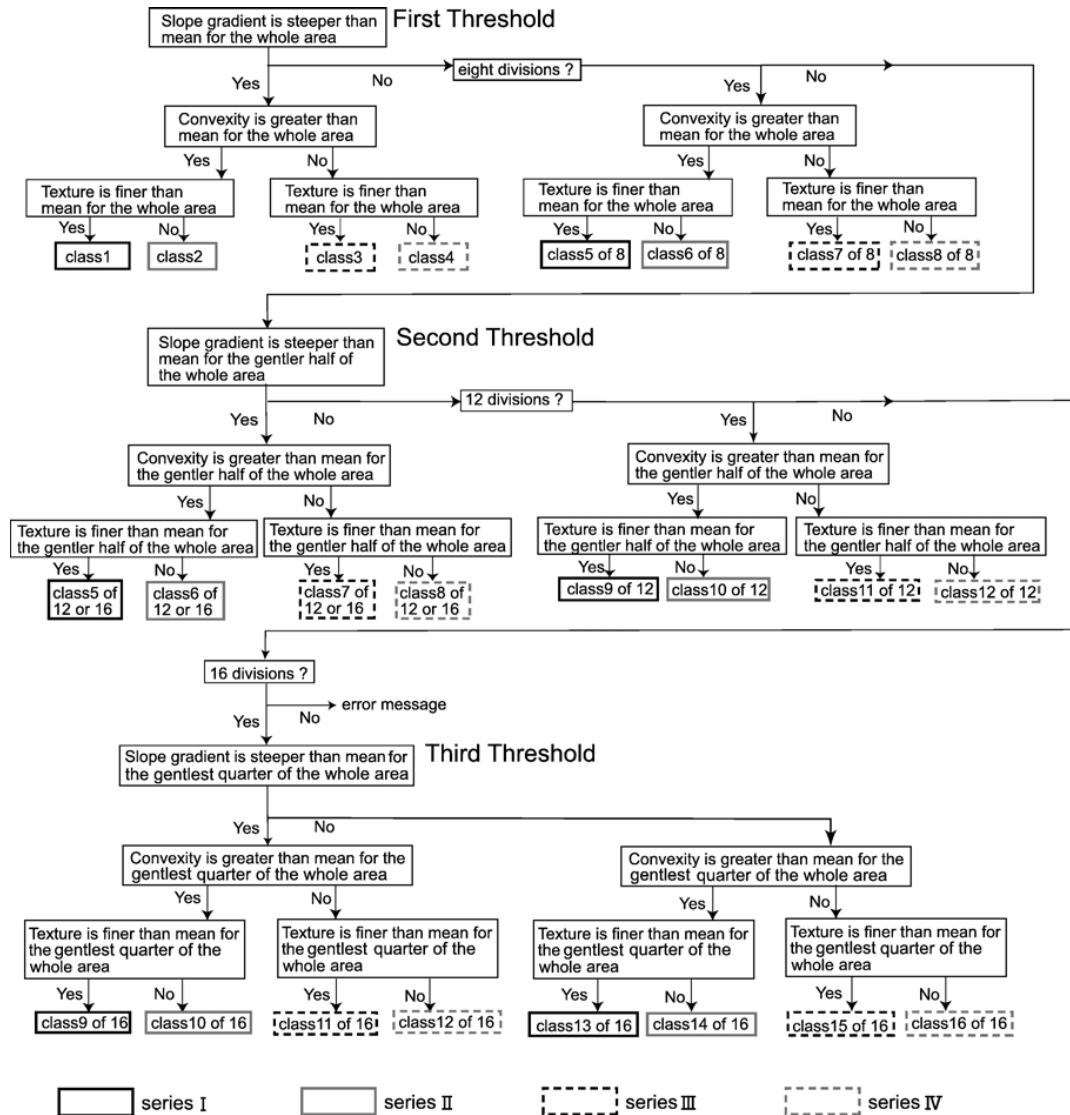 First Threshold
Slope gradient is steeper than
mean for the whole area
Yes
No
eight divisions ?
Yes
No
Convexity is greater than
mean for the whole area
Convexity is greater than
mean for the whole area
Yes
No
Yes
No
Texture is finer than
mean for the whole area
Texture is finer than
mean for the whole area
Texture is finer than
mean for the whole area
Texture is finer than
mean for the whole area
Yes
No
Yes
No
Yes
No
Yes
No
class1
class2
class3
class4
class5 of 8
class6 of 8
class7 of 8
class8 of 8
Second Threshold
Slope gradient is steeper than
mean for the gentler half of
the whole area
Yes
No
12 divisions ?
Yes
No
Convexity is greater than mean for
the gentler half of the whole area
Convexity is greater than mean for
the gentler half of the whole area
Yes
No
Yes
No
Texture is finer than mean for
the gentler half of the whole area
Texture is finer than mean for
the gentler half of the whole area
Texture is finer than mean for
the gentler half of the whole area
Texture is finer than mean for
the gentler half of the whole area
Yes
No
Yes
No
Yes
No
Yes
No
class5 of
12 or 16
class6 of
12 or 16
class7 of
12 or 16
class8 of
12 or 16
class9 of 12
class10 of 12
class11 of 12
class12 of 12
16 divisions ?
Yes
No
error message
Third Threshold
Slope gradient is steeper than mean for
the gentlest quarter of the whole area
Yes
No
Convexity is greater than mean for the
gentlest quarter of the whole area
Convexity is greater than mean for the
gentlest quarter of the whole area
Yes
No
Yes
No
Texture is finer than mean for
the gentlest quarter of the
whole area
Texture is finer than mean for
the gentlest quarter of the
whole area
Texture is finer than mean for
the gentlest quarter of the
whole area
Texture is finer than mean for
the gentlest quarter of the
whole area
Yes
No
Yes
No
Yes
No
Yes
No
class9 of 16
class10 of 16
class11 of 16
class12 of 16
class13 of 16
class14 of 16
class15 of 16
class16 of 16
series Ⅰ
series Ⅱ
series Ⅲ
series Ⅳ